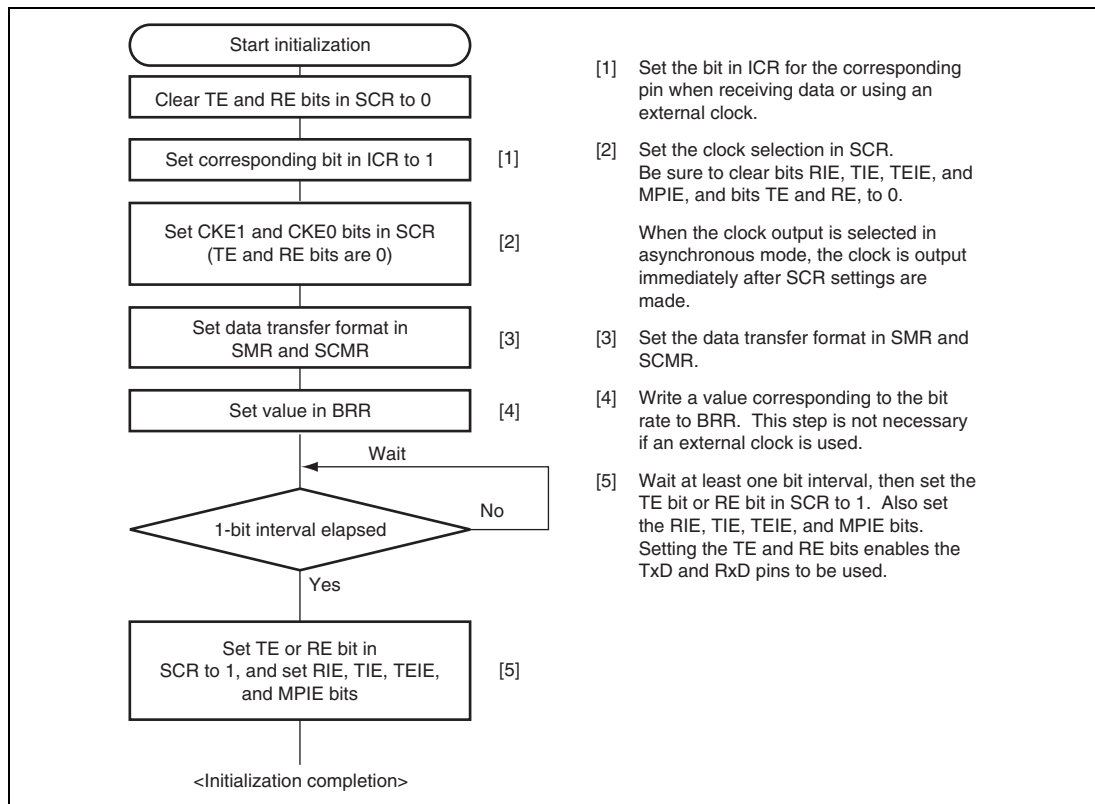 Start initialization
Clear TE and RE bits in SCR to 0
Set corresponding bit in ICR to 1
[1]
Set CKE1 and CKE0 bits in SCR
(TE and RE bits are 0)
[2]
Set data transfer format in
SMR and SCMR
[3]
Set value in BRR
[4]
Wait
No
1-bit interval elapsed
Yes
Set TE or RE bit in
SCR to 1, and set RIE, TIE, TEIE,
and MPIE bits
[5]
<Initialization completion>
[1] Set the bit in ICR for the corresponding
pin when receiving data or using an
external clock.
[2] Set the clock selection in SCR.
Be sure to clear bits RIE, TIE, TEIE, and
MPIE, and bits TE and RE, to 0.
When the clock output is selected in
asynchronous mode, the clock is output
immediately after SCR settings are
made.
[3] Set the data transfer format in SMR and
SCMR.
[4] Write a value corresponding to the bit
rate to BRR. This step is not necessary
if an external clock is used.
[5] Wait at least one bit interval, then set the
TE bit or RE bit in SCR to 1. Also set
the RIE, TIE, TEIE, and MPIE bits.
Setting the TE and RE bits enables the
TxD and RxD pins to be used.